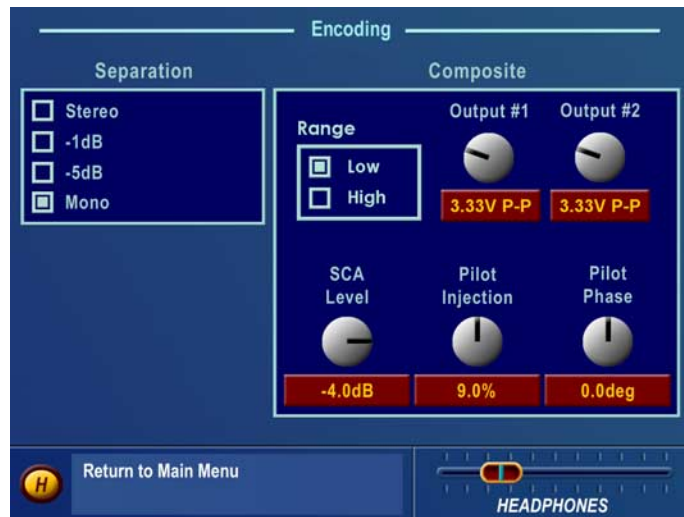 Encoding
Separation
Stereo
-1dB
-5dB
Mono
Composite
Range
Low
High
Output #1
3.33V P-P
Output #2
3.33V P-P
SCA
Level
-4.0dB
Pilot
Injection
9.0%
Pilot
Phase
0.0deg
H
Return to Main Menu
HEADPHONES